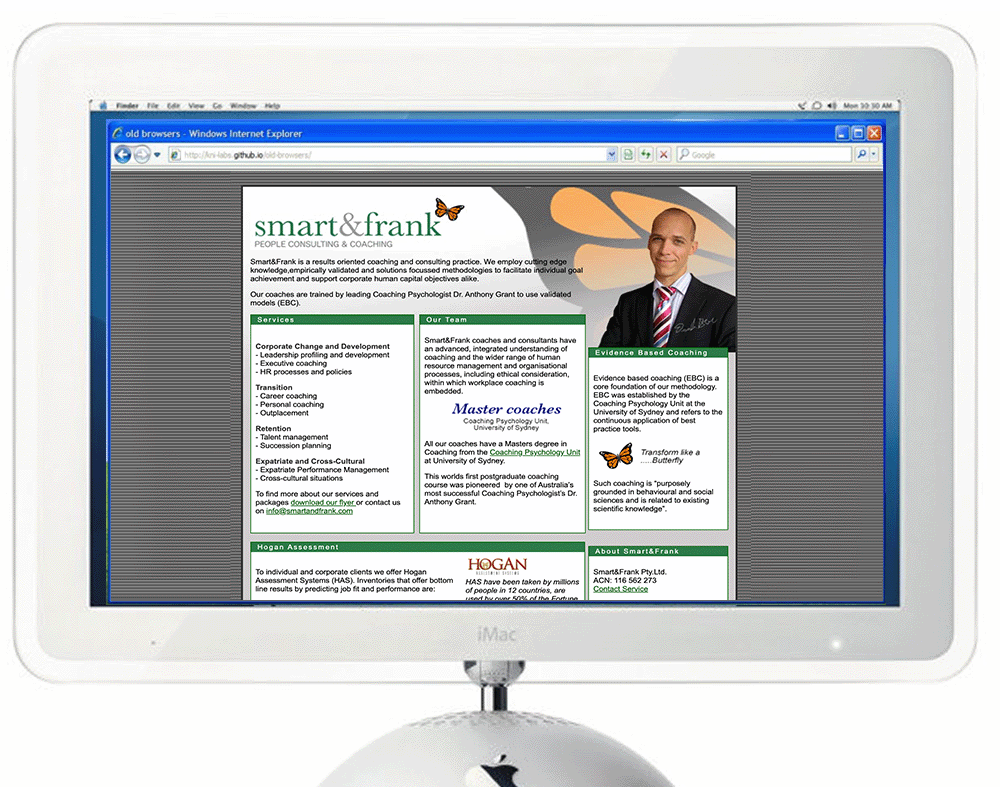 Finder File Edit View Go Window Help
Mon 10:30 AM
old browsers - Windows Internet Explorer
http://krs-labs.github.io/old-browsers/
Google
smart&frank
PEOPLE CONSULTING & COACHING
Smart&Frank is a results oriented coaching and consulting practice. We employ cutting edge
knowledge,empirically validated and solutions focussed methodologies to facilitate individual goal
achievement and support corporate human capital objectives alike.
Our coaches are trained by leading Coaching Psychologist Dr. Anthony Grant to use validated
models (EBC).
Services
Corporate Change and Development
- Leadership profiling and development
- Executive coaching
- HR processes and policies
Transition
- Career coaching
- Personal coaching
- Outplacement
Retention
- Talent management
- Succession planning
Expatriate and Cross-Cultural
- Expatriate Performance Management
- Cross-cultural situations
To find more about our services and
packages download our flyer or contact us
on info@smartandfrank.com
Our Team
Smart&Frank coaches and consultants have
an advanced, integrated understanding of
coaching and the wider range of human
resource management and organisational
processes, including ethical consideration,
within which workplace coaching is
embedded.
Master coaches
Coaching Psychology Unit,
University of Sydney
All our coaches have a Masters degree in
Coaching from the Coaching Psychology Unit
at University of Sydney.
This worlds first postgraduate coaching
course was pioneered by one of Australia's
most successful Coaching Psychologist's Dr.
Anthony Grant.
Evidence Based Coaching
Evidence based coaching (EBC) is a
core foundation of our methodology.
EBC was established by the
Coaching Psychology Unit at the
University of Sydney and refers to the
continuous application of best
practice tools.
Transform like a
.....Butterfly
Such coaching is "purposely
grounded in behavioural and social
sciences and is related to existing
scientific knowledge".
Hogan Assessment
To individual and corporate clients we offer Hogan
Assessment Systems (HAS). Inventories that offer bottom
line results by predicting job fit and performance are:
HOGAN
ASSESSMENT SYSTEMS
HAS have been taken by millions
of people in 12 countries, are
used by over 50% of the Fortune
About Smart&Frank
Smart&Frank Pty.Ltd.
ACN: 116 562 273
Contact Service
iMac